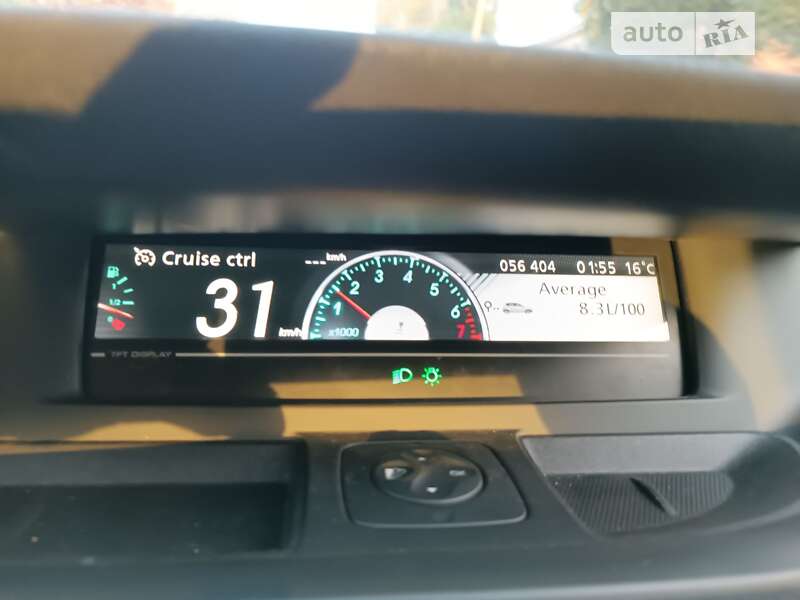 auto RIA
Cruise ctrl
--- km/h
056 404 01:55 16°C
1/2
1
31 km/h
1 2 3 4 5 6 7
x1000
Average
8.3L/100
TFT DISPLAY